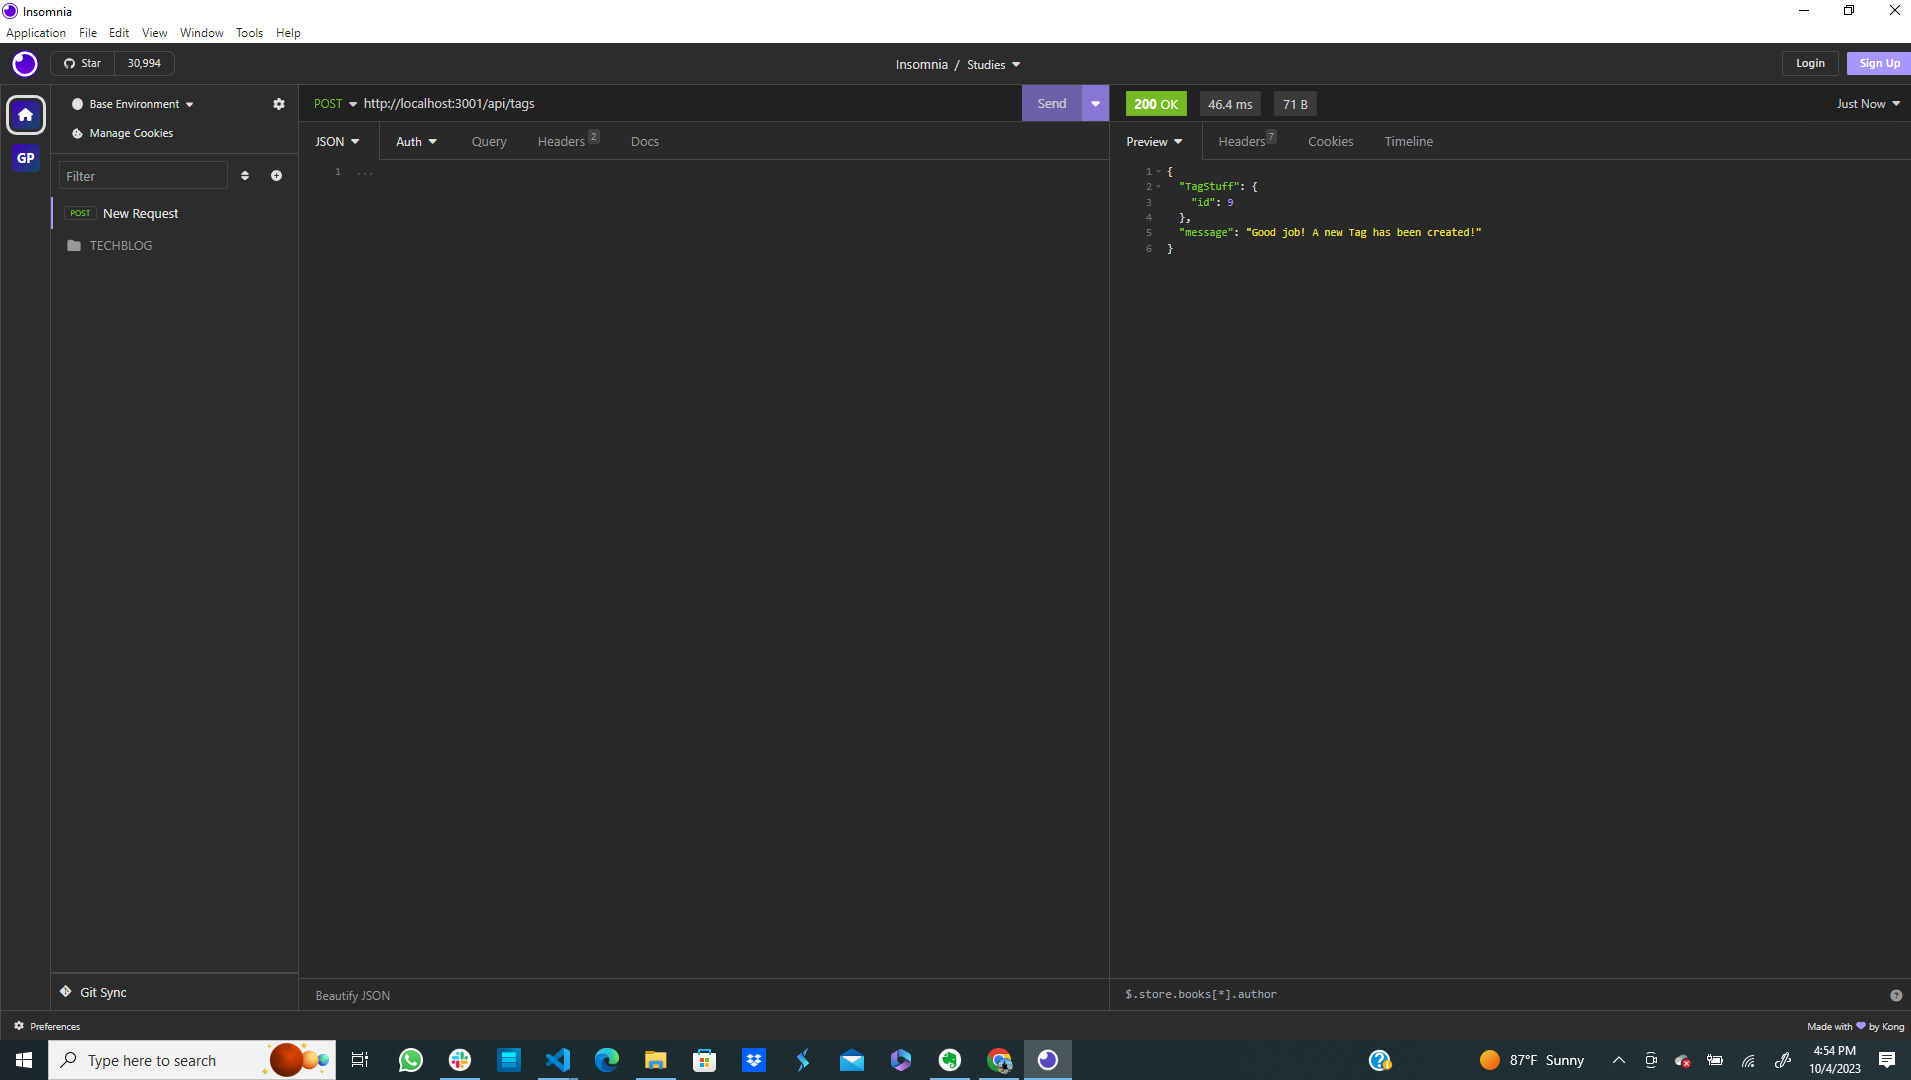 Insomnia
Application File Edit View Window Tools Help
Star 30,994
Insomnia / Studies
Login Sign Up
GP
Base Environment
Manage Cookies
Filter
POST New Request
TECHBLOG
Git Sync
POST http://localhost:3001/api/tags Send
JSON Auth Query Headers 2 Docs
1 ...
Beautify JSON
200 OK 46.4 ms 71 B Just Now
Preview Headers 7 Cookies Timeline
1 {
2 "TagStuff": {
3 "id": 9
4 },
5 "message": "Good job! A new Tag has been created!"
6 }
$.store.books[*].author
Preferences
Made with by Kong
Type here to search
87°F Sunny
4:54 PM
10/4/2023